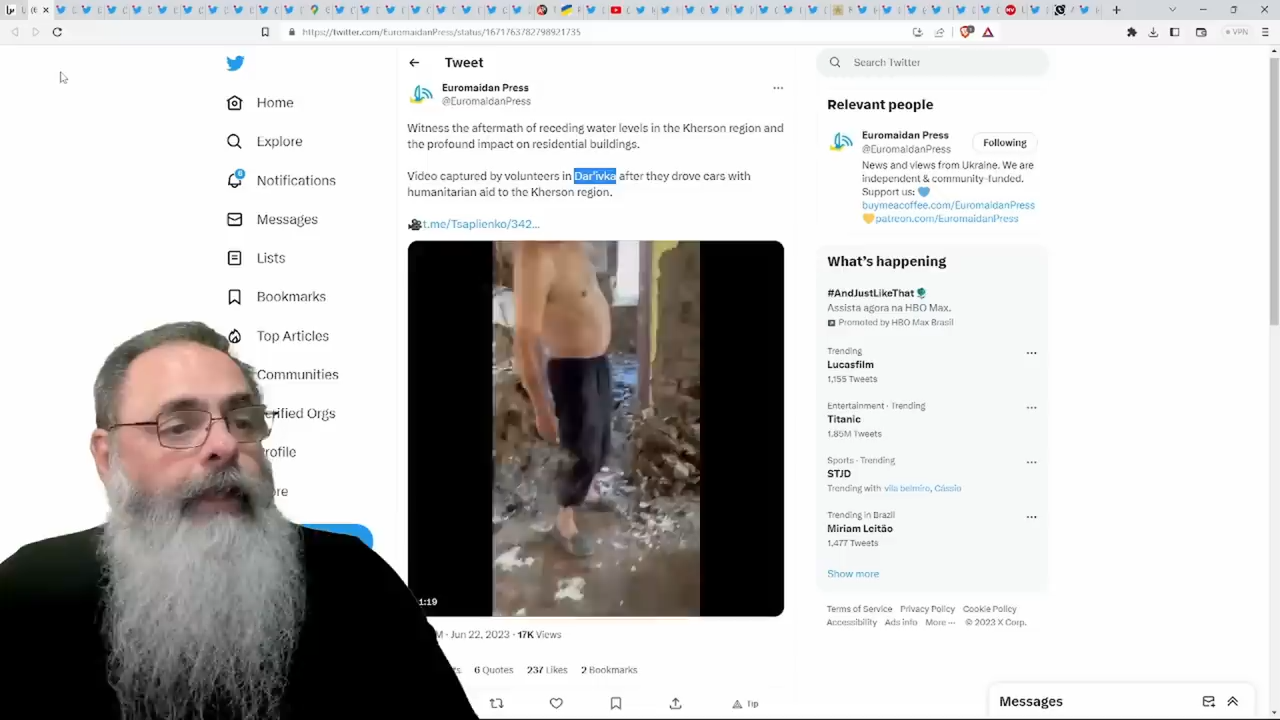 https://twitter.com/EuromaidanPress/status/1671763782798921735
VPN
Home
Explore
6
Notifications
Messages
Lists
Bookmarks
Top Articles
Communities
Tweet
Euromaidan Press
@EuromaidanPress
Witness the aftermath of receding water levels in the Kherson region and
the profound impact on residential buildings.
Video captured by volunteers in Dar'ivka after they drove cars with
humanitarian aid to the Kherson region.
t.me/Tsaplienko/342...
1:19
M · Jun 22, 2023 · 17K Views
6 Quotes 237 Likes 2 Bookmarks
Tip
Search Twitter
Relevant people
Euromaidan Press
@EuromaidanPress
Following
News and views from Ukraine. We are
independent & community-funded.
Support us:
buymeacoffee.com/EuromaidanPress
patreon.com/EuromaidanPress
What's happening
#AndJustLikeThat
Assista agora na HBO Max.
Promoted by HBO Max Brasil
Trending
Lucasfilm
1,155 Tweets
Entertainment · Trending
Titanic
1.85M Tweets
Sports · Trending
STJD
Trending with vila belmiro, Cássio
Trending in Brazil
Miriam Leitão
1,477 Tweets
Show more
Terms of Service Privacy Policy Cookie Policy
Accessibility Ads info More ··· © 2023 X Corp.
Messages